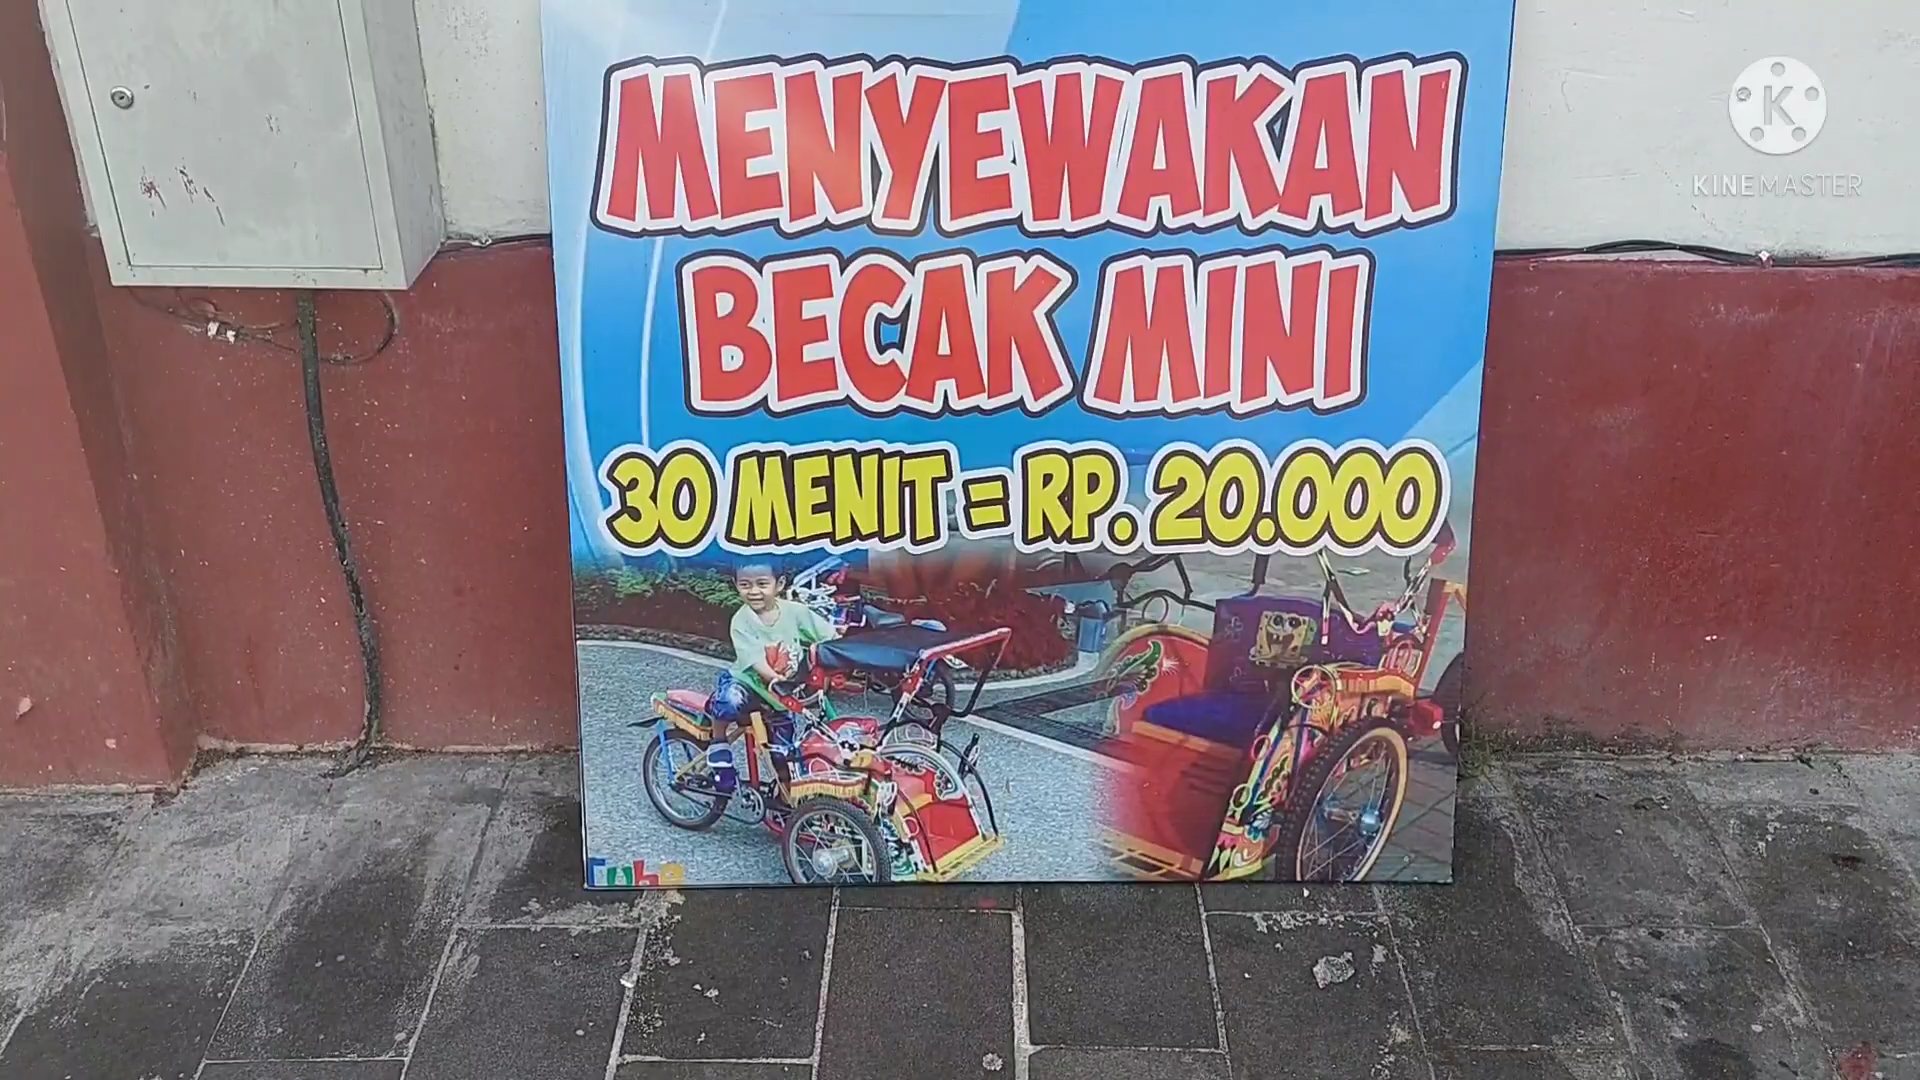 MENYEWAKAN
BECAK MINI
30 MENIT = RP. 20.000
K
KINEMASTER